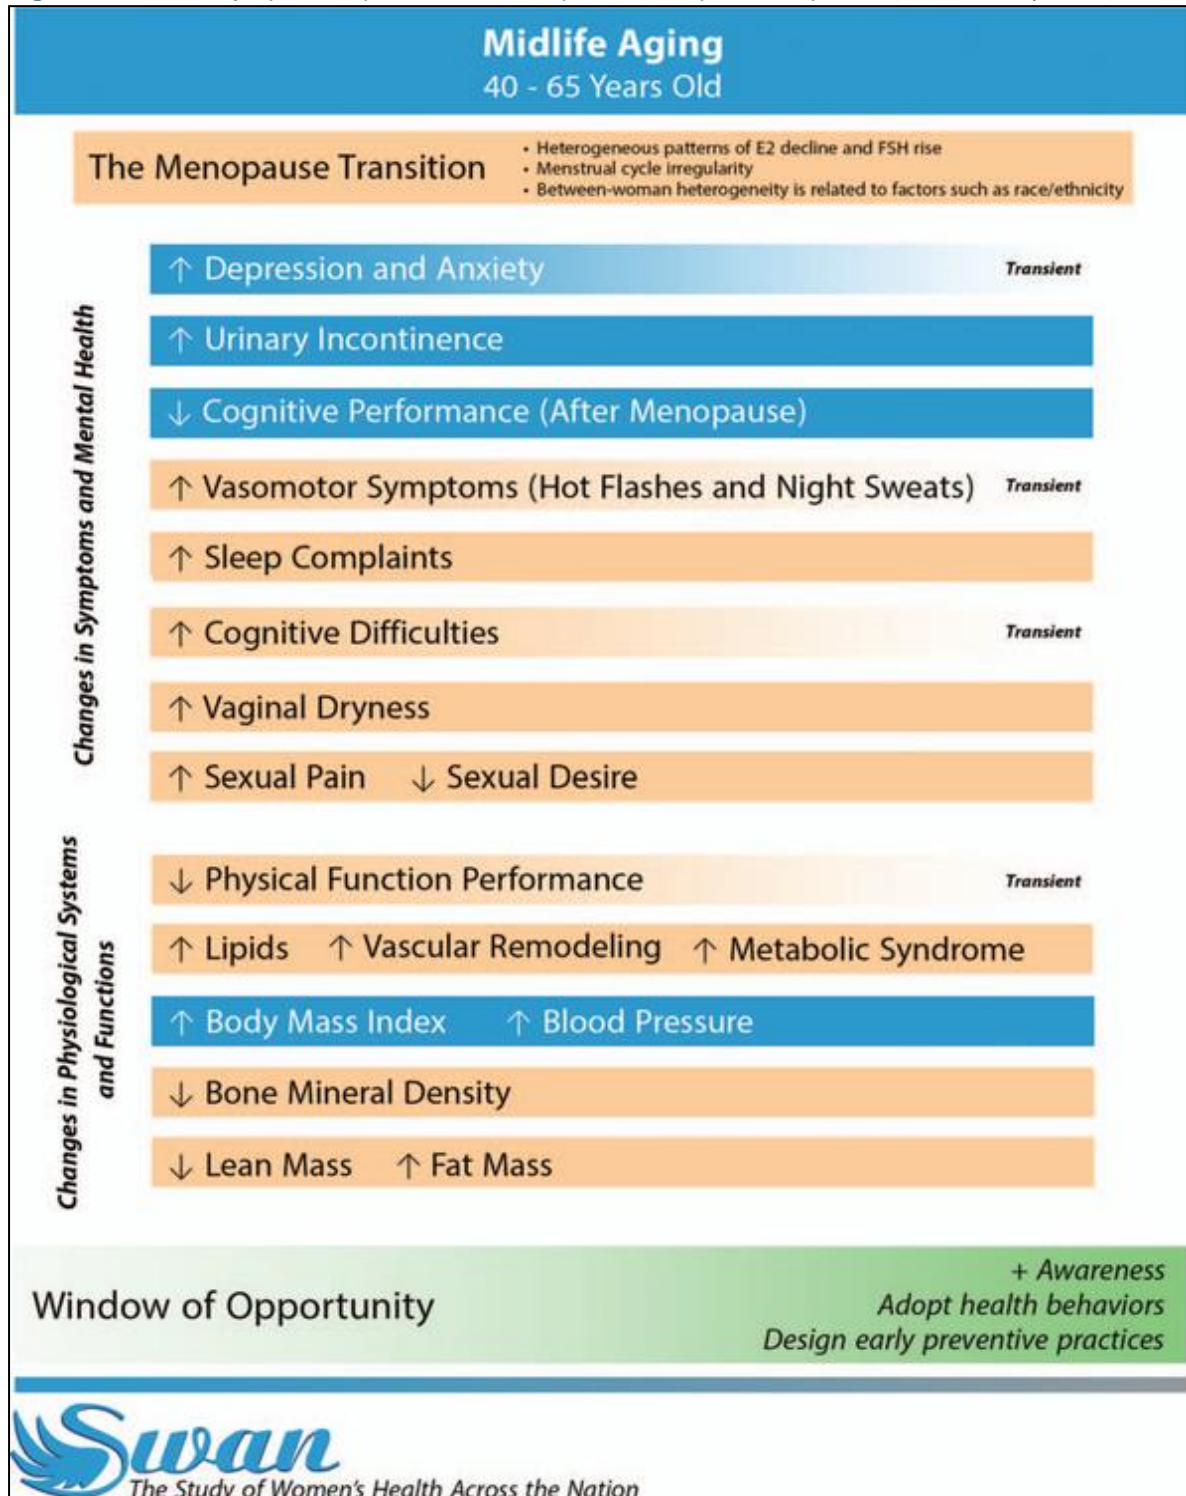 Midlife Aging
40 - 65 Years Old
The Menopause Transition
• Heterogeneous patterns of E2 decline and FSH rise
• Menstrual cycle irregularity
• Between-woman heterogeneity is related to factors such as race/ethnicity
Changes in Symptoms and Mental Health
↑ Depression and Anxiety Transient
↑ Urinary Incontinence
↓ Cognitive Performance (After Menopause)
↑ Vasomotor Symptoms (Hot Flashes and Night Sweats) Transient
↑ Sleep Complaints
↑ Cognitive Difficulties Transient
↑ Vaginal Dryness
↑ Sexual Pain ↓ Sexual Desire
Changes in Physiological Systems
and Functions
↓ Physical Function Performance Transient
↑ Lipids ↑ Vascular Remodeling ↑ Metabolic Syndrome
↑ Body Mass Index ↑ Blood Pressure
↓ Bone Mineral Density
↓ Lean Mass ↑ Fat Mass
Window of Opportunity
+ Awareness
Adopt health behaviors
Design early preventive practices
Swan
The Study of Women's Health Across the Nation